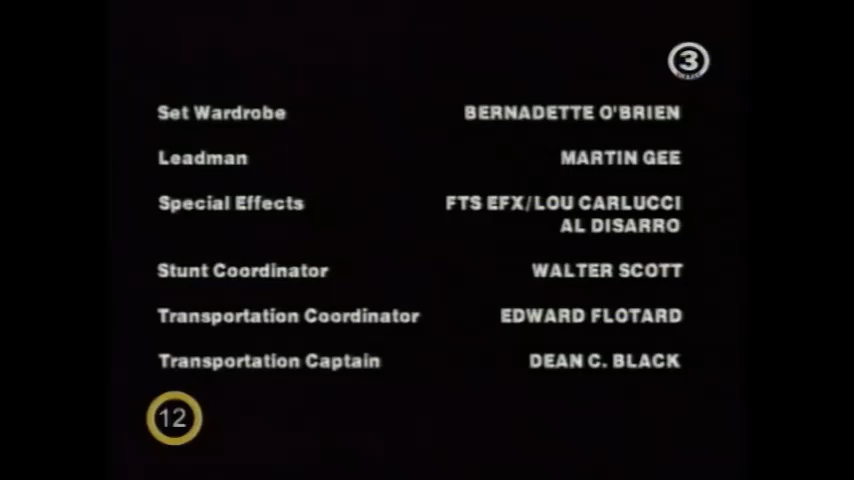 3
Set Wardrobe BERNADETTE O'BRIEN
Leadman MARTIN GEE
Special Effects FTS EFX/LOU CARLUCCI
AL DISARRO
Stunt Coordinator WALTER SCOTT
Transportation Coordinator EDWARD FLOTARD
Transportation Captain DEAN C. BLACK
12